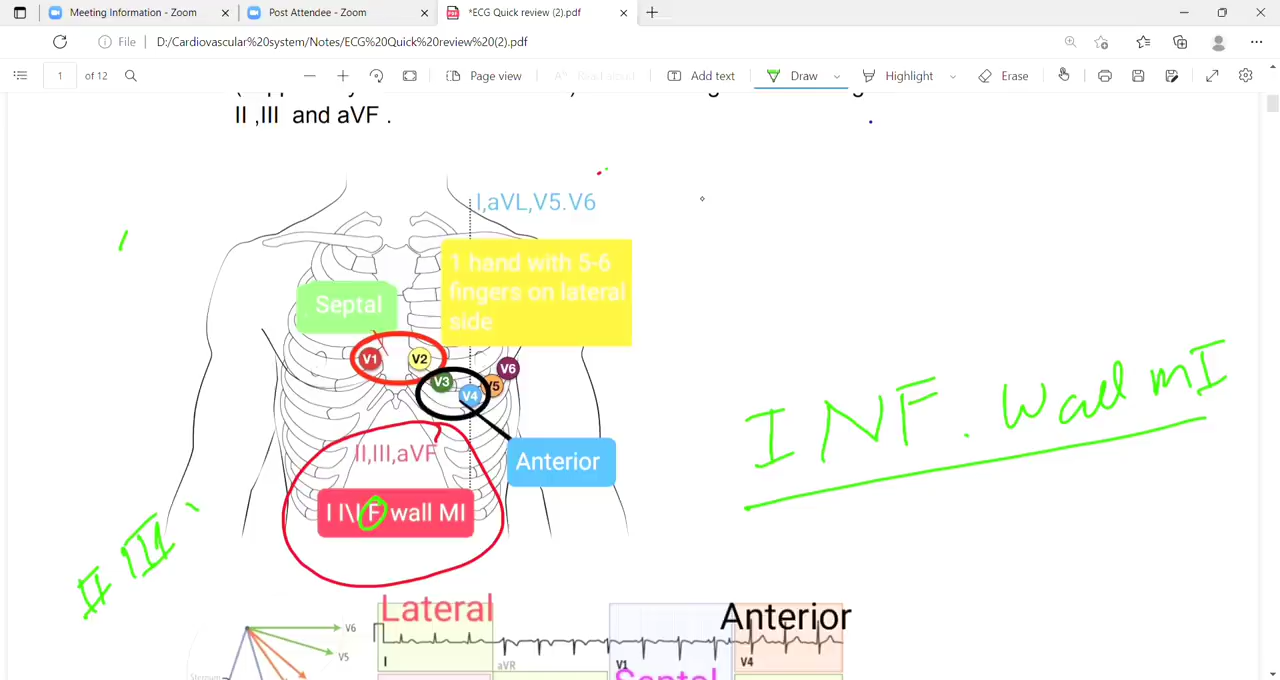 Meeting Information - Zoom
Post Attendee - Zoom
*ECG Quick review (2).pdf
File
D:/Cardiovascular%20system/Notes/ECG%20Quick%20review%20(2).pdf
1 of 12
Page view
Add text
Draw
Highlight
Erase
II ,III and aVF .
I,aVL,V5.V6
1 hand with 5-6
fingers on lateral
side
Septal
V1
V2
V3
V4
V5
V6
II,III,aVF
Anterior
I I\I F wall MI
INF. Wall MI
II III
Lateral
Anterior
V6
V5
I
aVR
V1
V4
Septal
Sternum